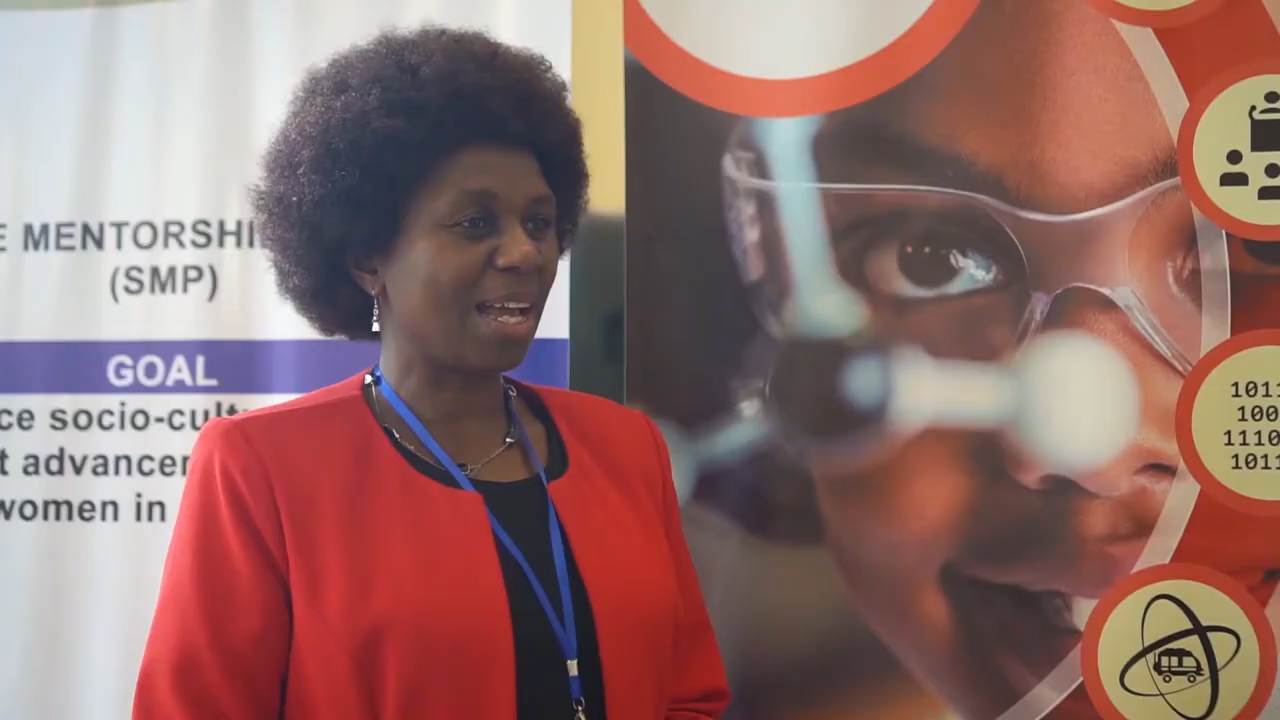 E MENTORSHI
(SMP)
GOAL
ce socio-cult
t advancer
women in
1011
100
1110
1011